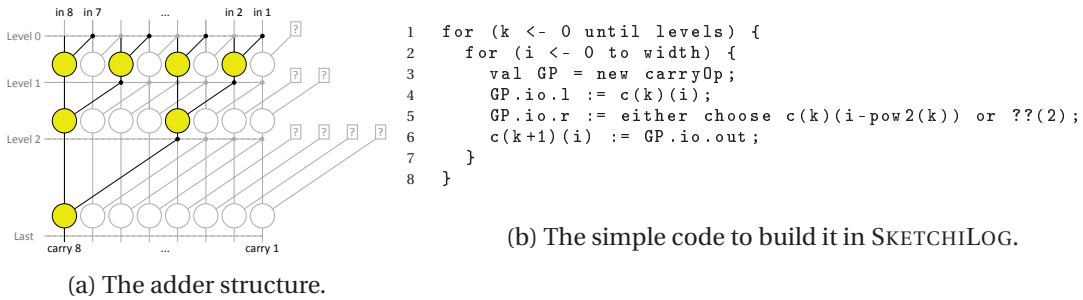 in 8 in 7 ... in 2 in 1
?
Level 0
? ?
Level 1
? ? ? ?
Level 2
Last
carry 8 ... carry 1
(a) The adder structure.
1 for (k <- 0 until levels) {
2 for (i <- 0 to width) {
3 val GP = new carryOp;
4 GP.io.l := c(k)(i);
5 GP.io.r := either choose c(k)(i-pow2(k)) or ??(2);
6 c(k+1)(i) := GP.io.out;
7 }
8 }
(b) The simple code to build it in SKETCHILOG.